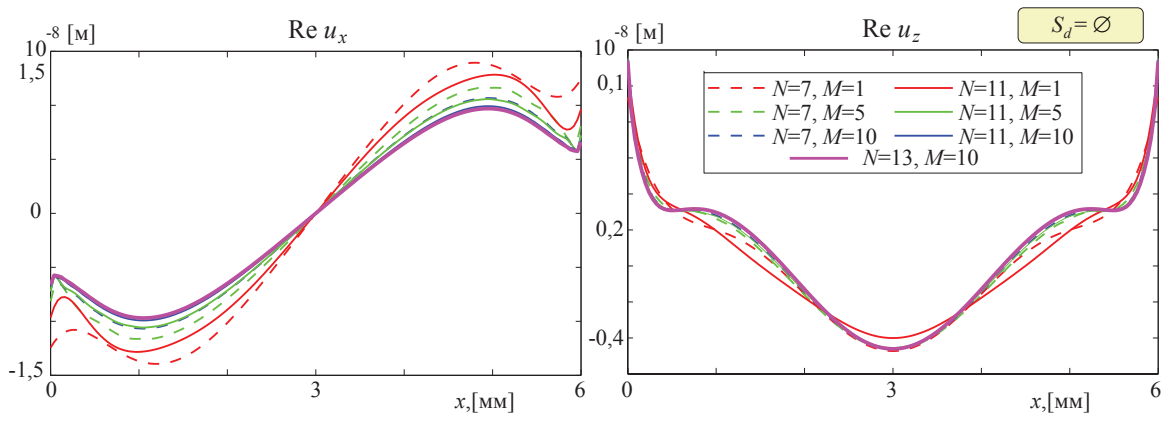 10⁻⁸ [м]
Re uₓ
1,5
0
-1,5
0
3
6
x,[мм]
10⁻⁸ [м]
Re u_z
S_d = ∅
0,1
0,2
-0,4
N=7, M=1
N=11, M=1
N=7, M=5
N=11, M=5
N=7, M=10
N=11, M=10
N=13, M=10
0
3
6
x,[мм]